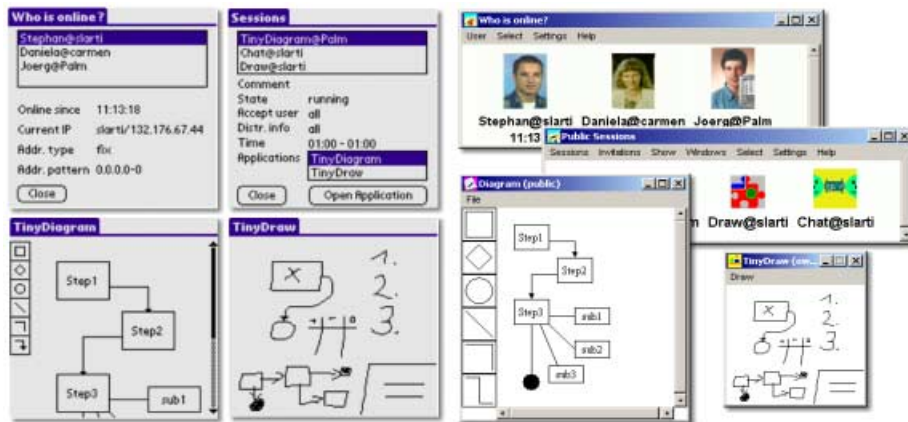 Who is online?
Stephan@slarti
Daniela@carmen
Joerg@Palm
Online since 11:13:18
Current IP slarti/132.176.67.44
Addr. type fix
Addr. pattern 0.0.0.0-0
Close
Sessions
TinyDiagram@Palm
Chat@slarti
Draw@slarti
Comment
State running
Accept user all
Distr. info all
Time 01:00 - 01:00
Applications TinyDiagram
TinyDraw
Close Open Application
Who is online?
User Select Settings Help
Stephan@slarti Daniela@carmen Joerg@Palm
11:13
Public Sessions
Sessions Invitations Show Windows Select Settings Help
m Draw@slarti Chat@slarti
TinyDiagram
Step1
Step2
Step3
sub1
TinyDraw
X
1.
2.
3.
+ - 0
Diagram (public)
File
Step1
Step2
Step3
sub1
sub2
sub3
TinyDraw (ow...
Draw
X
1.
2.
3.
+ - 0